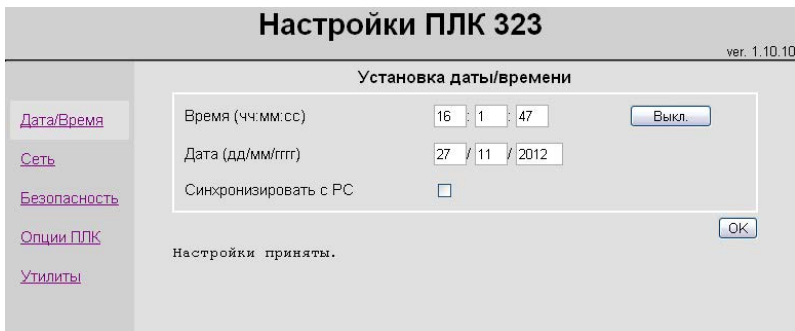 Настройки ПЛК 323
ver. 1.10.10
Установка даты/времени
Дата/Время
Сеть
Безопасность
Опции ПЛК
Утилиты
Время (чч:мм:сс) 16 : 1 : 47 Выкл.
Дата (дд/мм/гггг) 27 / 11 / 2012
Синхронизировать с PC
OK
Настройки приняты.